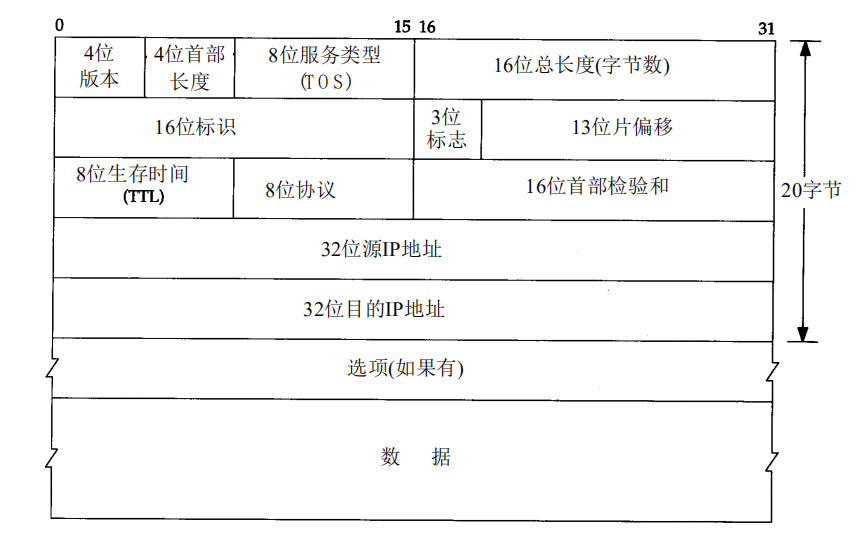 0 15 16 31
4位
版本
4位首部
长度
8位服务类型
(TOS)
16位总长度(字节数)
16位标识
3位
标志
13位片偏移
8位生存时间
(TTL)
8位协议
16位首部检验和
20字节
32位源IP地址
32位目的IP地址
选项(如果有)
数 据